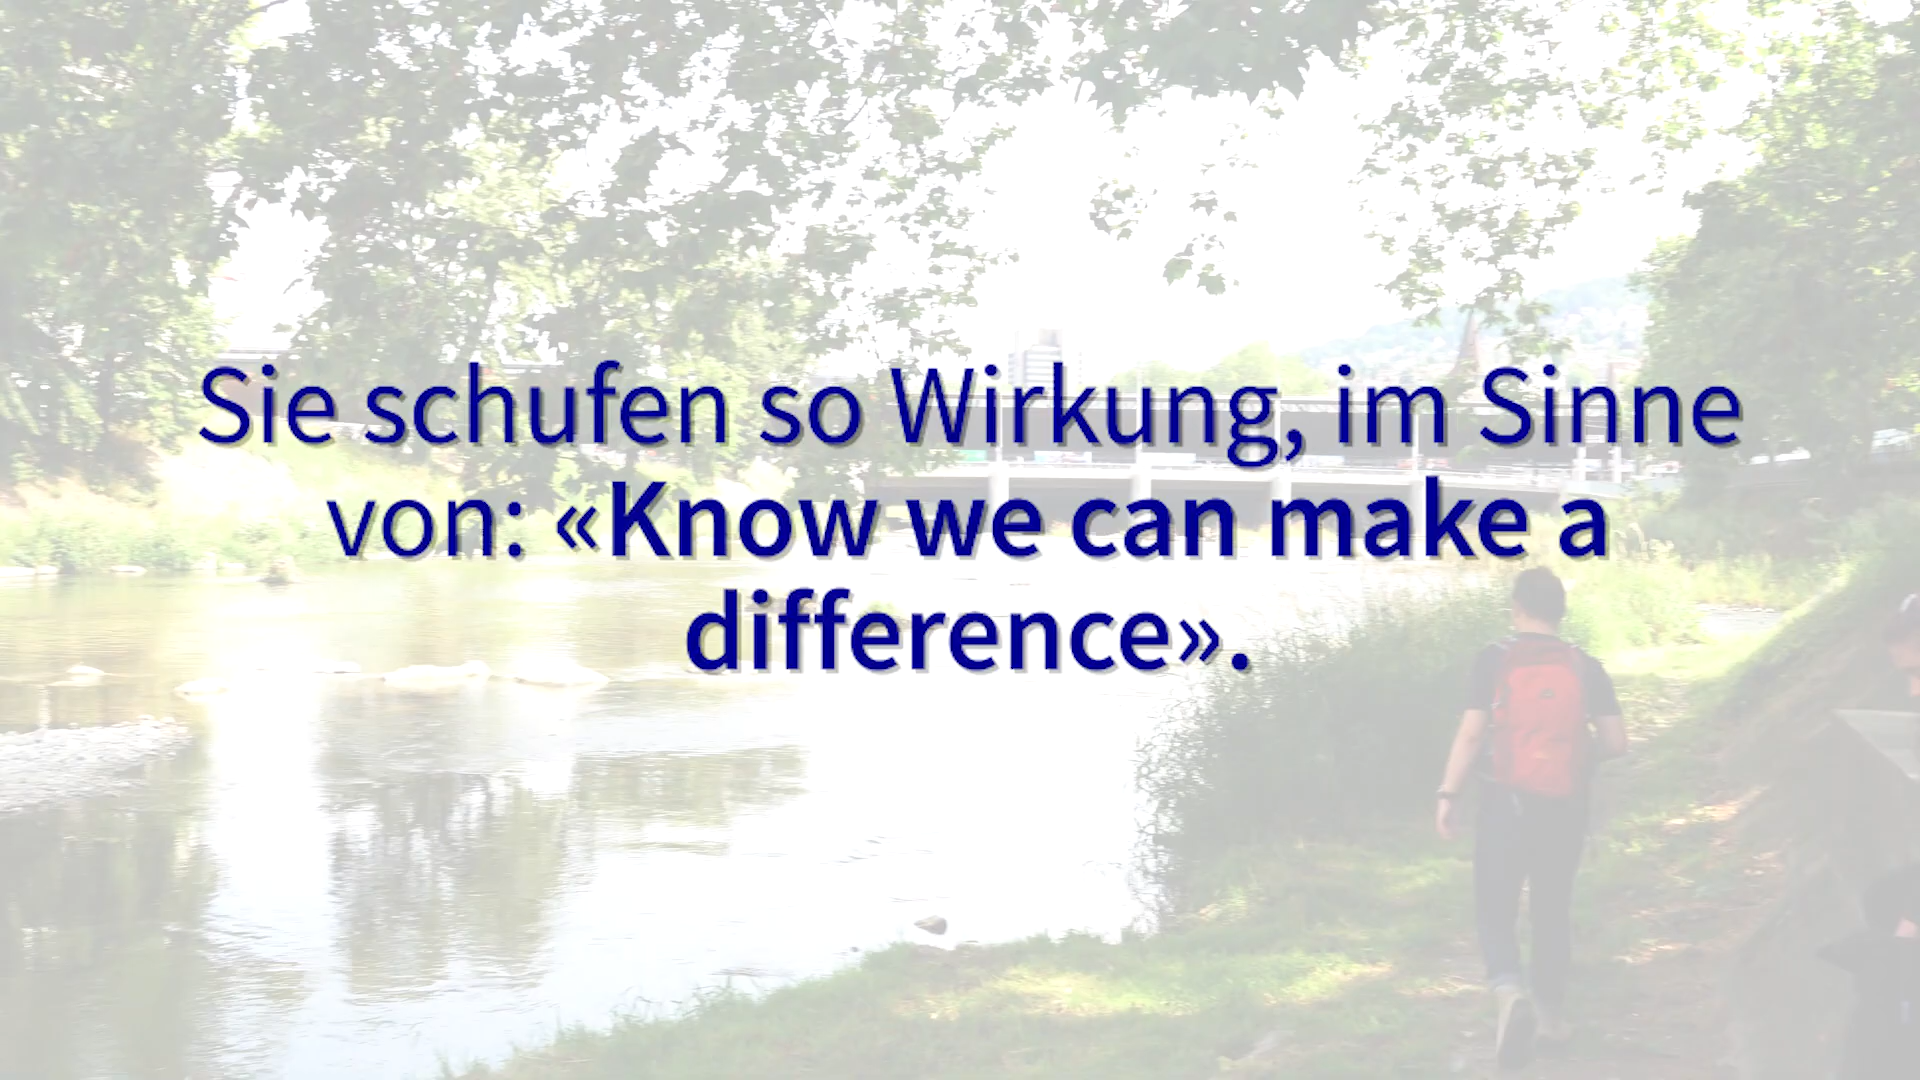 Sie schufen so Wirkung, im Sinne
von: «Know we can make a
difference».